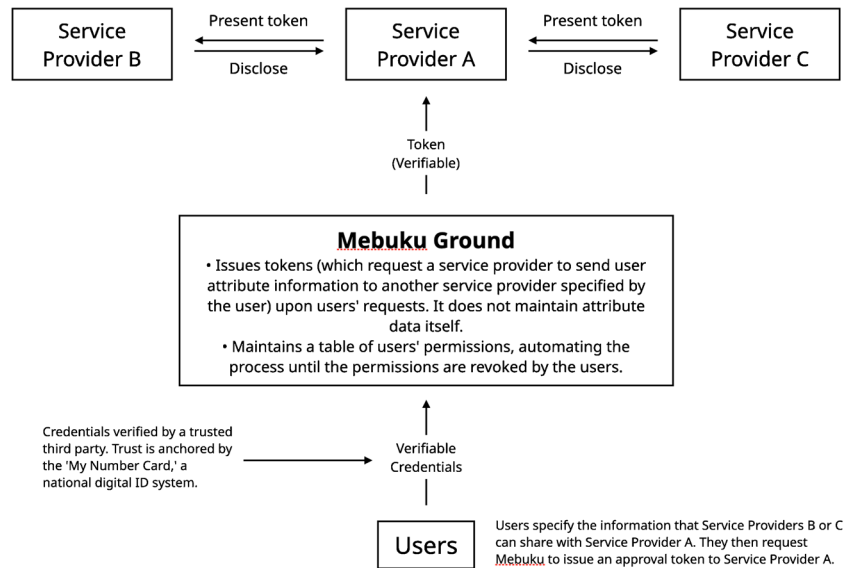 Service
Provider B
Present token
Disclose
Service
Provider A
Present token
Disclose
Service
Provider C
Token
(Verifiable)
Mebuku Ground
• Issues tokens (which request a service provider to send user
attribute information to another service provider specified by
the user) upon users' requests. It does not maintain attribute
data itself.
• Maintains a table of users' permissions, automating the
process until the permissions are revoked by the users.
Credentials verified by a trusted
third party. Trust is anchored by
the 'My Number Card,' a
national digital ID system.
Verifiable
Credentials
Users
Users specify the information that Service Providers B or C
can share with Service Provider A. They then request
Mebuku to issue an approval token to Service Provider A.